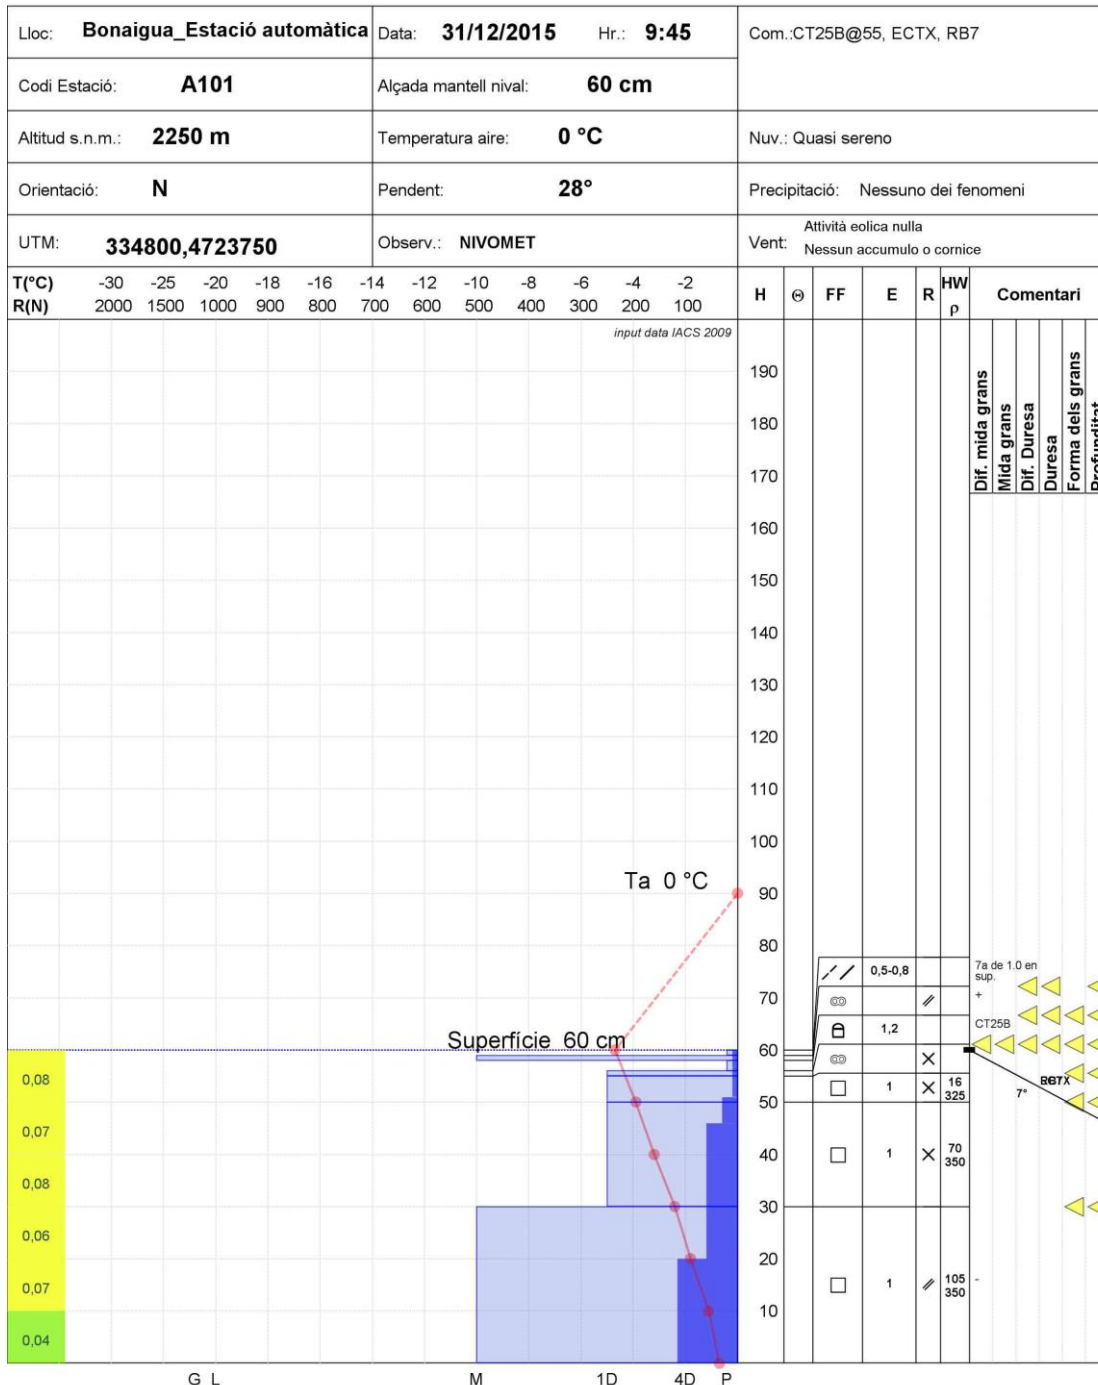 Lloc: Bonaigua_Estació automàtica Data: 31/12/2015 Hr.: 9:45 Com.:CT25B@55, ECTX, RB7
Codi Estació: A101 Alçada mantell nival: 60 cm
Altitud s.n.m.: 2250 m Temperatura aire: 0 °C Nuv.: Quasi sereno
Orientació: N Pendent: 28° Precipitació: Nessuno dei fenomeni
UTM: 334800,4723750 Observ.: NIVOMET Vent: Attività eolica nulla
Nessun accumulo o cornice
T(°C) -30 -25 -20 -18 -16 -14 -12 -10 -8 -6 -4 -2
R(N) 2000 1500 1000 900 800 700 600 500 400 300 200 100
H Θ FF E R HW ρ Comentari
input data IACS 2009
Dif. mida grans
Mida grans
Dif. Duresa
Duresa
Forma dels grans
Profunditat
190
180
170
160
150
140
130
120
110
100
Ta 0 °C 90
80
0,5-0,8 7a de 1.0 en
sup.
70 +
1,2 CT25B
Superfície 60 cm 60
0,08 1 16
325 7°
50
0,07
40 1 70
350
0,08
30
0,06
20
0,07 1 105
350 -
10
0,04
G L M 1D 4D P